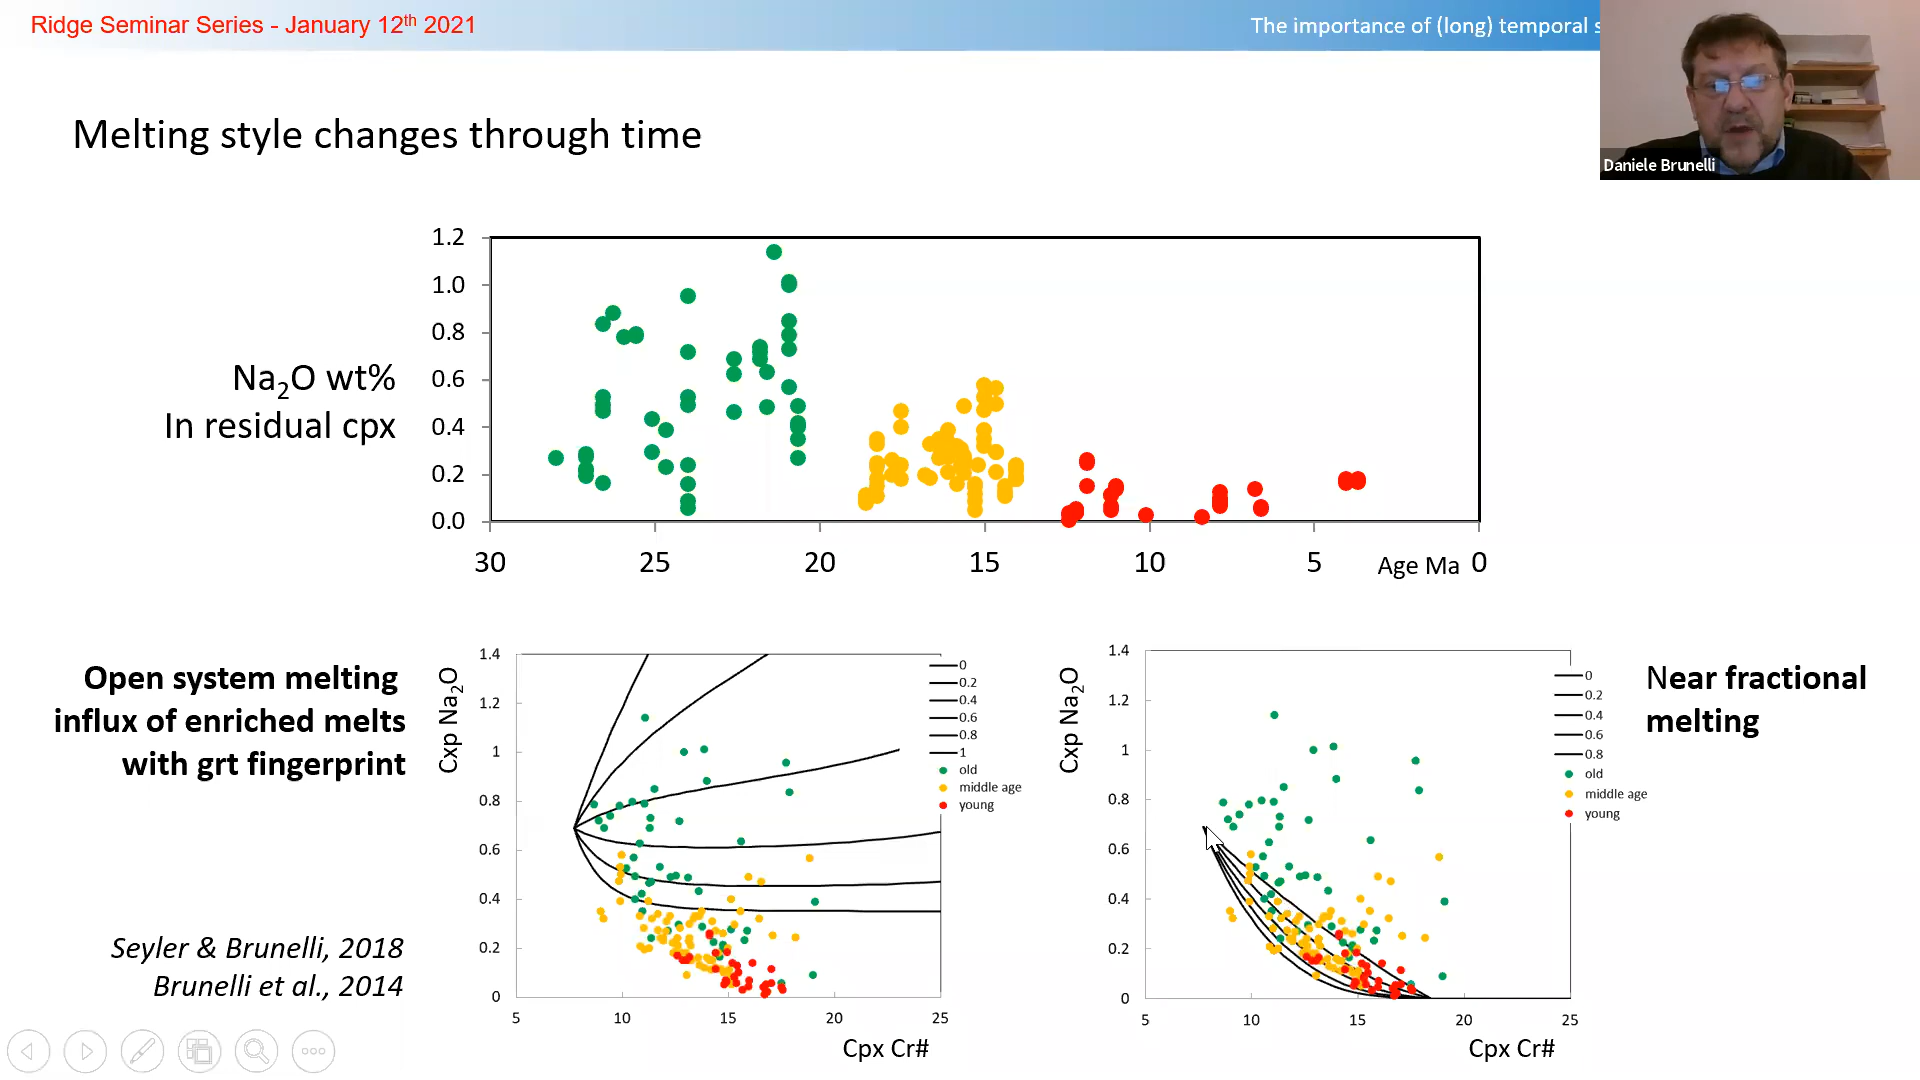 Ridge Seminar Series - January 12th 2021
The importance of (long) temporal s
Daniele Brunelli
Melting style changes through time
Na2O wt%
In residual cpx
1.2
1.0
0.8
0.6
0.4
0.2
0.0
30 25 20 15 10 5 Age Ma 0
Open system melting
influx of enriched melts
with grt fingerprint
Seyler & Brunelli, 2018
Brunelli et al., 2014
Cxp Na2O
1.4
1.2
1
0.8
0.6
0.4
0.2
0
5 10 15 20 25
Cpx Cr#
0
0.2
0.4
0.6
0.8
1
old
middle age
young
Cxp Na2O
1.4
1.2
1
0.8
0.6
0.4
0.2
0
5 10 15 20 25
Cpx Cr#
0
0.2
0.4
0.6
0.8
old
middle age
young
Near fractional
melting